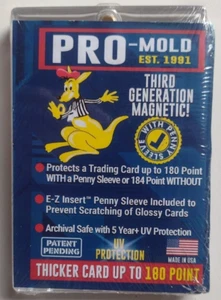 PRO-MOLD
EST. 1991
THIRD
GENERATION
MAGNETIC!
WITH PENNY SLEEVE
• Protects a Trading Card up to 180 Point
WITH a Penny Sleeve or 184 Point WITHOUT
• E-Z Insert™ Penny Sleeve Included to
Prevent Scratching of Glossy Cards
• Archival Safe with 5 Year+ UV Protection
PATENT
PENDING
UV
PROTECTION
MADE IN USA
THICKER CARD UP TO 180 POINT